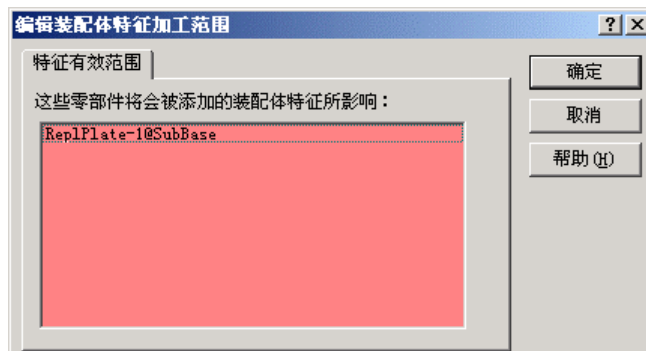 编辑装配体特征加工范围
特征有效范围
确定
这些零部件将会被添加的装配体特征所影响：
取消
ReplPlate-1@SubBase
帮助(H)